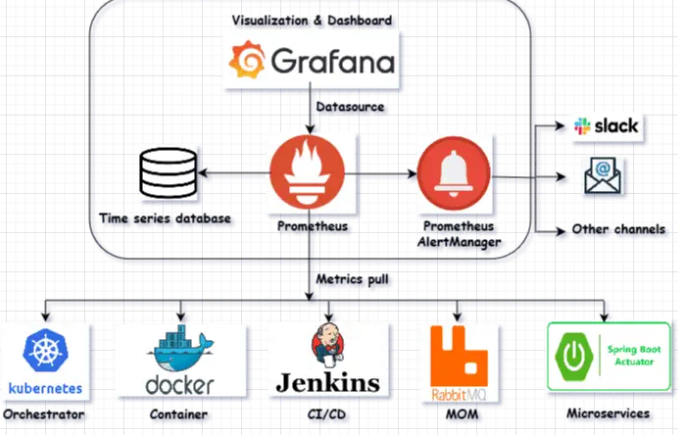 Visualization & Dashboard
Grafana
Datasource
slack
@
Time series database
Prometheus
Prometheus
AlertManager
Other channels
Metrics pull
kubernetes
docker
Jenkins
RabbitMQ
Spring Boot
Actuator
Orchestrator
Container
CI/CD
MOM
Microservices